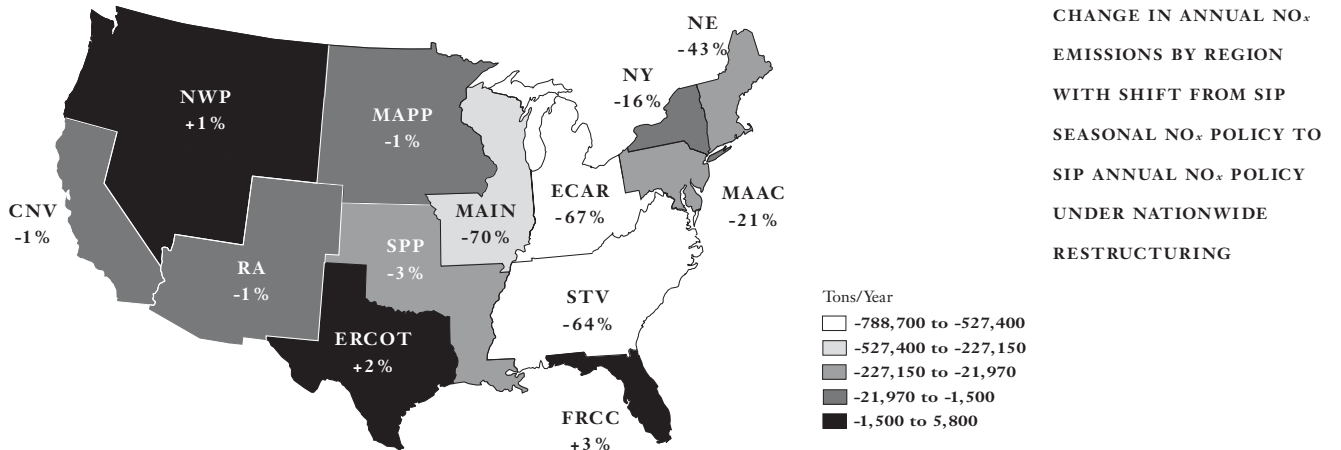 CHANGE IN ANNUAL NOx
EMISSIONS BY REGION
WITH SHIFT FROM SIP
SEASONAL NOx POLICY TO
SIP ANNUAL NOx POLICY
UNDER NATIONWIDE
RESTRUCTURING
NE
-43%
NY
-16%
NWP
+1%
MAPP
-1%
CNV
-1%
ECAR
-67%
MAAC
-21%
MAIN
-70%
SPP
-3%
RA
-1%
STV
-64%
ERCOT
+2%
FRCC
+3%
Tons/Year
-788,700 to -527,400
-527,400 to -227,150
-227,150 to -21,970
-21,970 to -1,500
-1,500 to 5,800